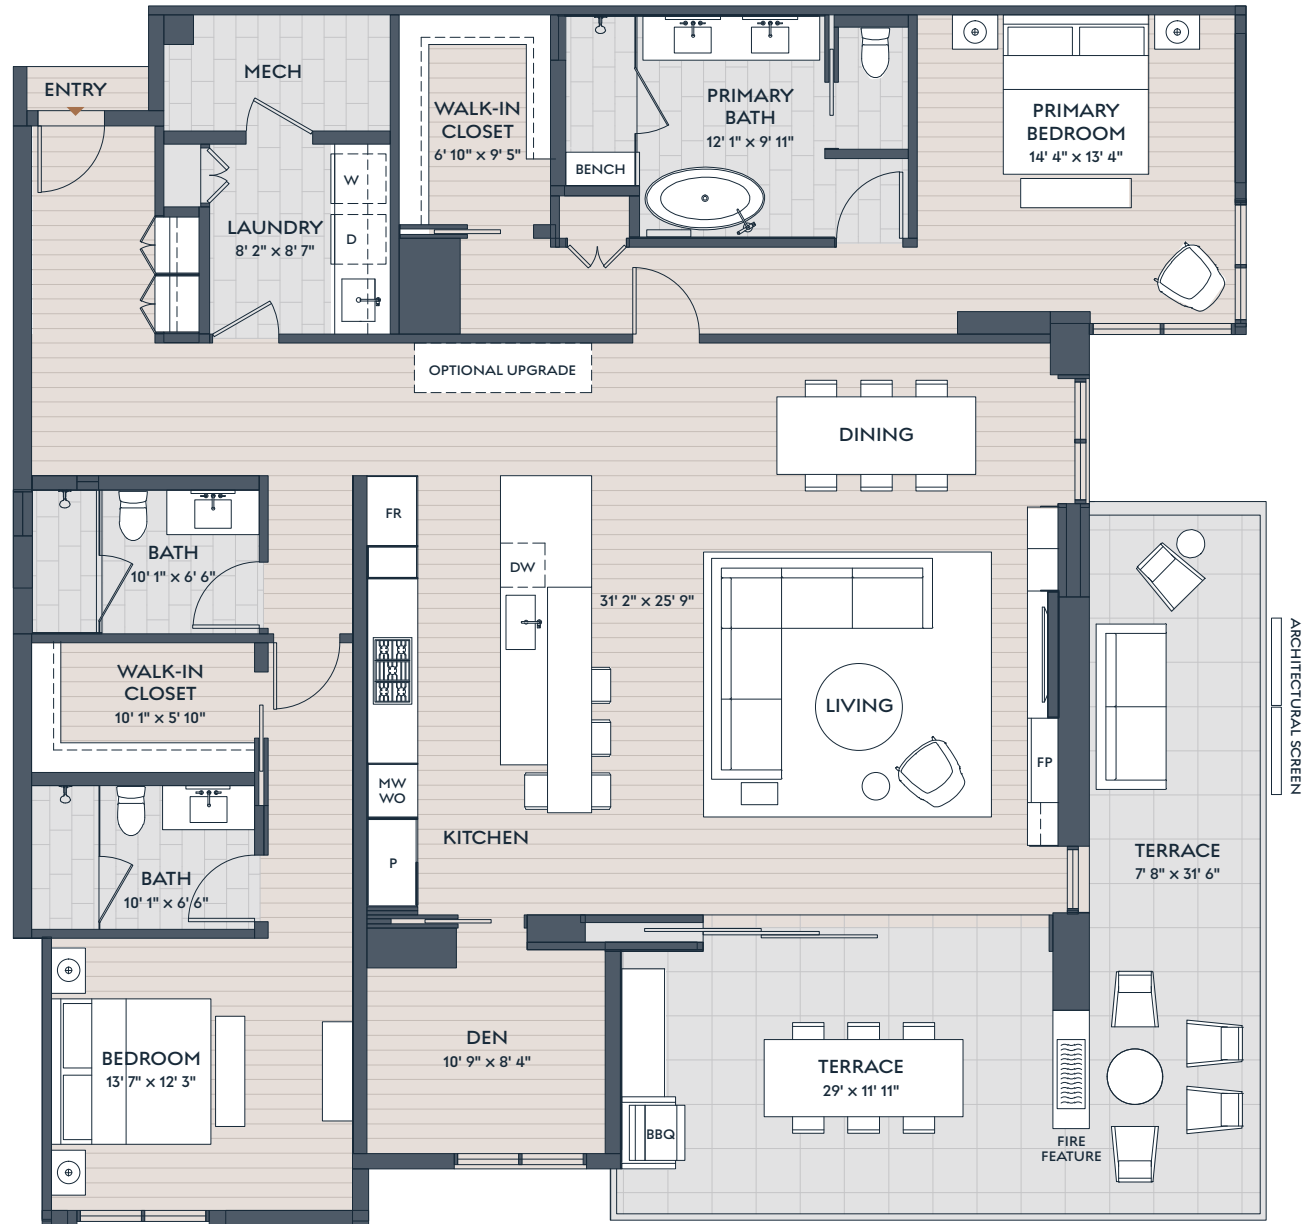 ENTRY
MECH
WALK-IN
CLOSET
6' 10" x 9' 5"
PRIMARY
BATH
12' 1" x 9' 11"
BENCH
PRIMARY
BEDROOM
14' 4" x 13' 4"
W
D
LAUNDRY
8' 2" x 8' 7"
OPTIONAL UPGRADE
DINING
FR
DW
31' 2" x 25' 9"
BATH
10' 1" x 6' 6"
WALK-IN
CLOSET
10' 1" x 5' 10"
LIVING
ARCHITECTURAL SCREEN
FP
MW
WO
KITCHEN
P
BATH
10' 1" x 6' 6"
TERRACE
7' 8" x 31' 6"
DEN
10' 9" x 8' 4"
BEDROOM
13' 7" x 12' 3"
TERRACE
29' x 11' 11"
BBQ
FIRE
FEATURE